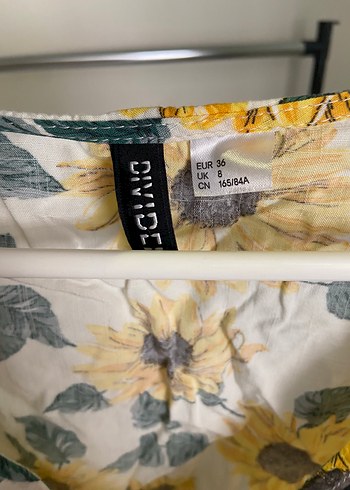 DIVIDE
EUR 36
UK 8
CN 165/84A